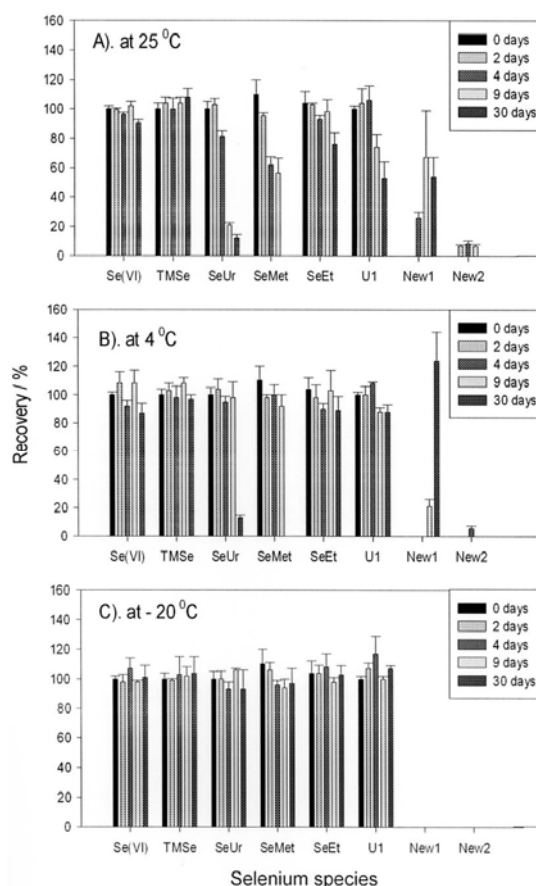 A). at 25 °C
0 days
2 days
4 days
9 days
30 days
160
140
120
100
80
60
40
20
0
Se(VI) TMSe SeUr SeMet SeEt U1 New1 New2
Recovery / %
B). at 4 °C
0 days
2 days
4 days
9 days
30 days
160
140
120
100
80
60
40
20
0
Se(VI) TMSe SeUr SeMet SeEt U1 New1 New2
C). at - 20 °C
0 days
2 days
4 days
9 days
30 days
160
140
120
100
80
60
40
20
0
Se(VI) TMSe SeUr SeMet SeEt U1 New1 New2
Selenium species